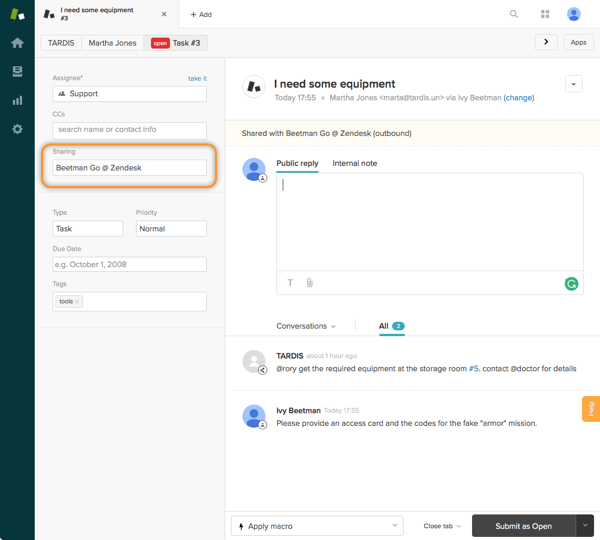 I need some equipment
#3
+ Add
TARDIS
Martha Jones
open Task #3
Apps
Assignee*
take it
Support
CCs
search name or contact info
Sharing
Beetman Go @ Zendesk
Type
Priority
Task
Normal
Due Date
e.g. October 1, 2008
Tags
tools ×
I need some equipment
Today 17:55 Martha Jones <marta@tardis.un> via Ivy Beetman (change)
Shared with Beetman Go @ Zendesk (outbound)
Public reply
Internal note
T
Conversations
All 2
TARDIS about 1 hour ago
@rory get the required equipment at the storage room #5. contact @doctor for details
Ivy Beetman Today 17:55
Please provide an access card and the codes for the fake "armor" mission.
Help
Apply macro
Close tab
Submit as Open